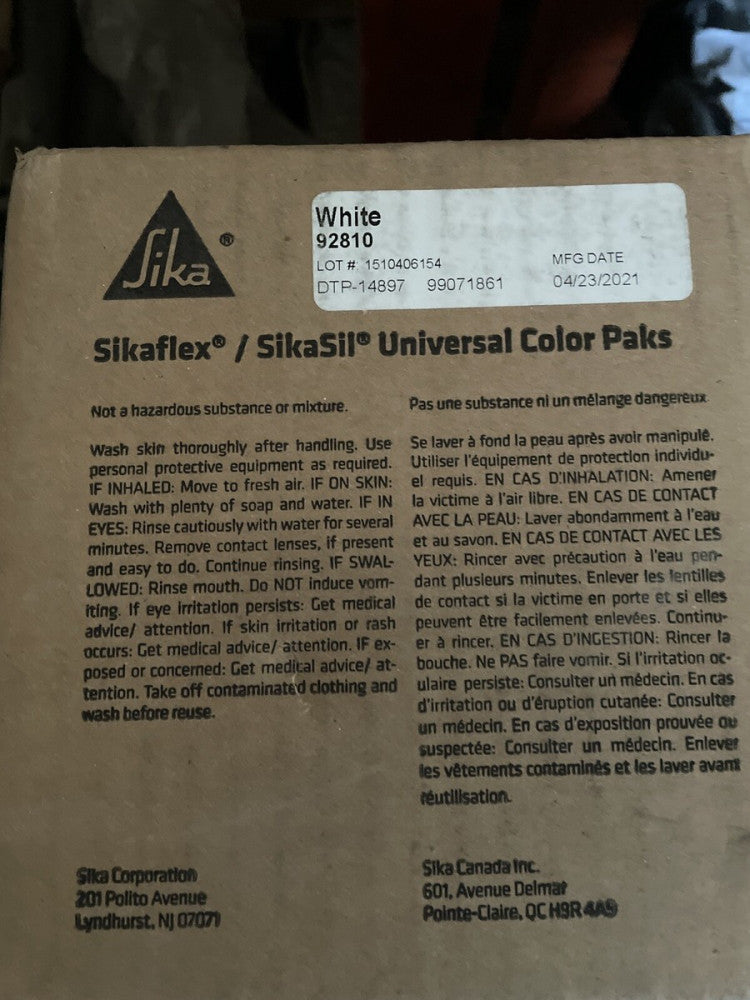 Sika®
White
92810
LOT #: 1510406154
MFG DATE
DTP-14897 99071861
04/23/2021
Sikaflex® / SikaSil® Universal Color Paks
Not a hazardous substance or mixture.
Wash skin thoroughly after handling. Use
personal protective equipment as required.
IF INHALED: Move to fresh air. IF ON SKIN:
Wash with plenty of soap and water. IF IN
EYES: Rinse cautiously with water for several
minutes. Remove contact lenses, if present
and easy to do. Continue rinsing. IF SWAL-
LOWED: Rinse mouth. Do NOT induce vom-
iting. If eye irritation persists: Get medical
advice/ attention. If skin irritation or rash
occurs: Get medical advice/ attention. IF ex-
posed or concerned: Get medical advice/ at-
tention. Take off contaminated clothing and
wash before reuse.
Pas une substance ni un mélange dangereux.
Se laver à fond la peau après avoir manipulé.
Utiliser l'équipement de protection individu-
el requis. EN CAS D'INHALATION: Amener
la victime à l'air libre. EN CAS DE CONTACT
AVEC LA PEAU: Laver abondamment à l'eau
et au savon. EN CAS DE CONTACT AVEC LES
YEUX: Rincer avec précaution à l'eau pen-
dant plusieurs minutes. Enlever les lentilles
de contact si la victime en porte et si elles
peuvent être facilement enlevées. Continu-
er à rincer. EN CAS D'INGESTION: Rincer la
bouche. Ne PAS faire vomir. Si l'irritation oc-
ulaire persiste: Consulter un médecin. En cas
d'irritation ou d'éruption cutanée: Consulter
un médecin. En cas d'exposition prouvée ou
suspectée: Consulter un médecin. Enlever
les vêtements contaminés et les laver avant
réutilisation.
Sika Corporation
201 Polito Avenue
Lyndhurst, NJ 07071
Sika Canada Inc.
601, Avenue Delmar
Pointe-Claire, QC H9R 4A9